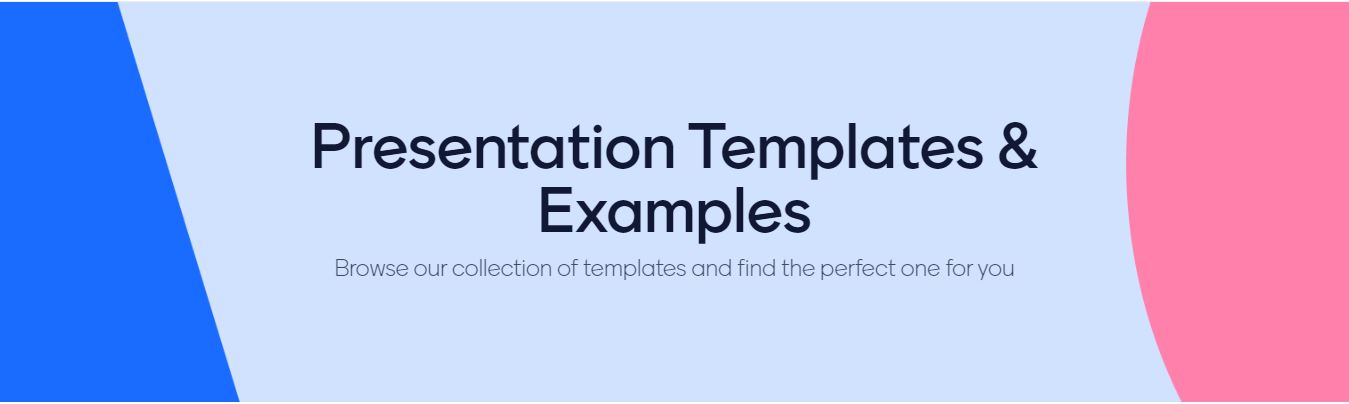 Presentation Templates &
Examples
Browse our collection of templates and find the perfect one for you